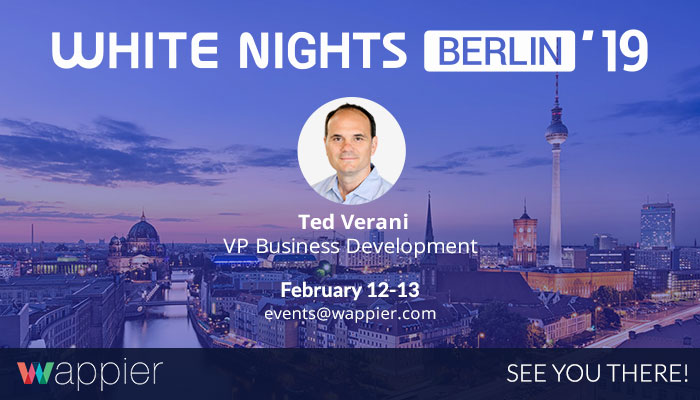 WHITE NIGHTS BERLIN '19
Ted Verani
VP Business Development
February 12-13
events@wappier.com
wappier
SEE YOU THERE!